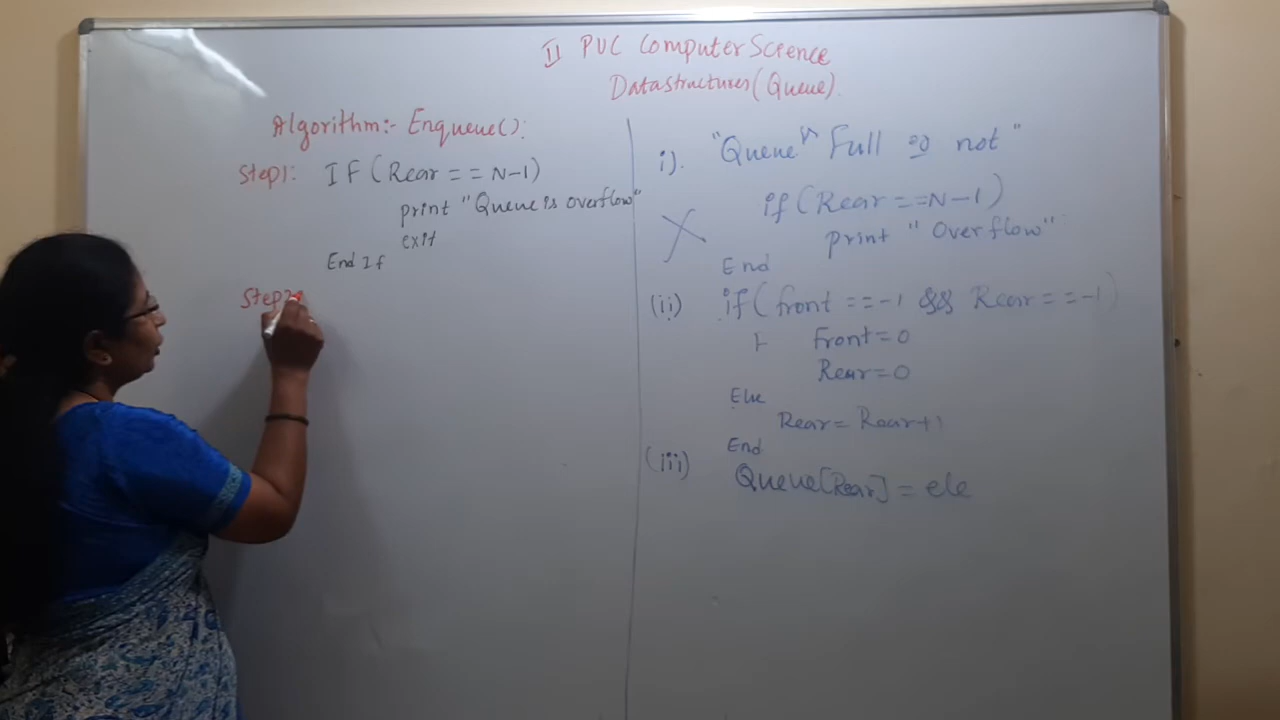 II PUC Computer Science
Datastructures (Queue).
Algorithm:- Enqueue():
Step1: IF (Rear == N-1)
print "Queue is overflow"
exit
End If
Step2:
i). "Queue" Full or not"
if (Rear ==N-1)
print "Overflow"
End
(ii) if( front ==-1 && Rear ==-1)
Front=0
Rear=0
Else
Rear= Rear+1
End
(iii) Queue[Rear] = ele